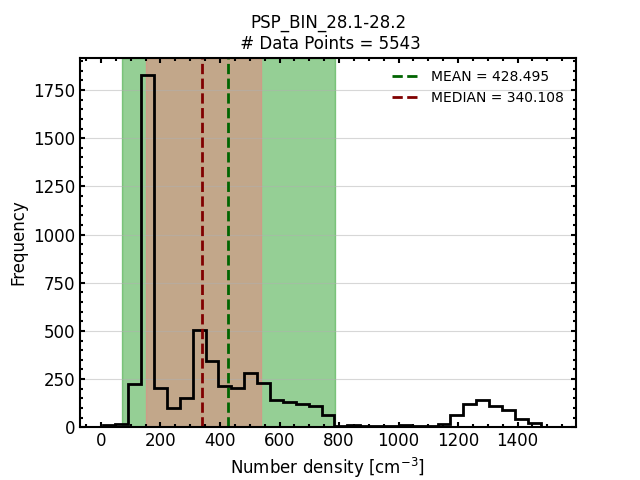 PSP_BIN_28.1-28.2
# Data Points = 5543
MEAN = 428.495
MEDIAN = 340.108
Frequency
1750
1500
1250
1000
750
500
250
0
0 200 400 600 800 1000 1200 1400
Number density [cm⁻³]